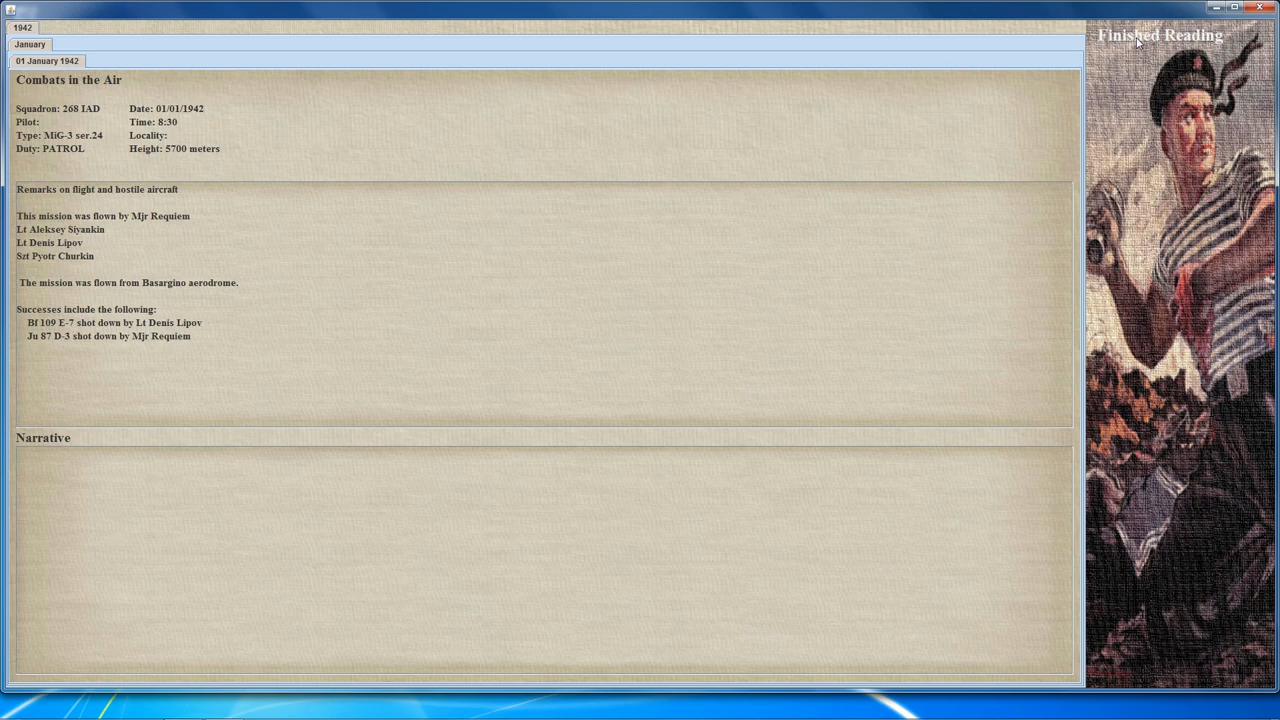 1942
January
01 January 1942
Finished Reading
Combats in the Air
Squadron: 268 IAD Date: 01/01/1942
Pilot: Time: 8:30
Type: MiG-3 ser.24 Locality:
Duty: PATROL Height: 5700 meters
Remarks on flight and hostile aircraft
This mission was flown by Mjr Requiem
Lt Aleksey Siyankin
Lt Denis Lipov
Szt Pyotr Churkin
The mission was flown from Basargino aerodrome.
Successes include the following:
Bf 109 E-7 shot down by Lt Denis Lipov
Ju 87 D-3 shot down by Mjr Requiem
Narrative